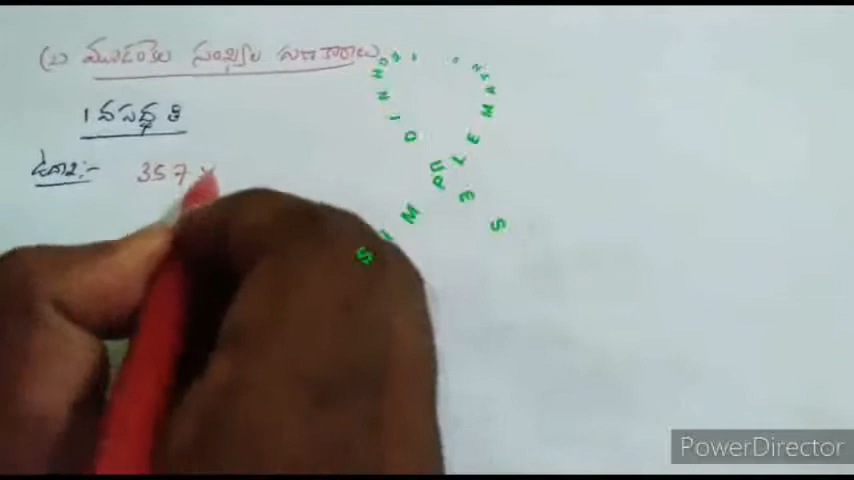 (2) మూడంకెల సంఖ్యల గుణకారాలు
1వ పద్ధతి
ఉదా:- 357 ×
PowerDirector